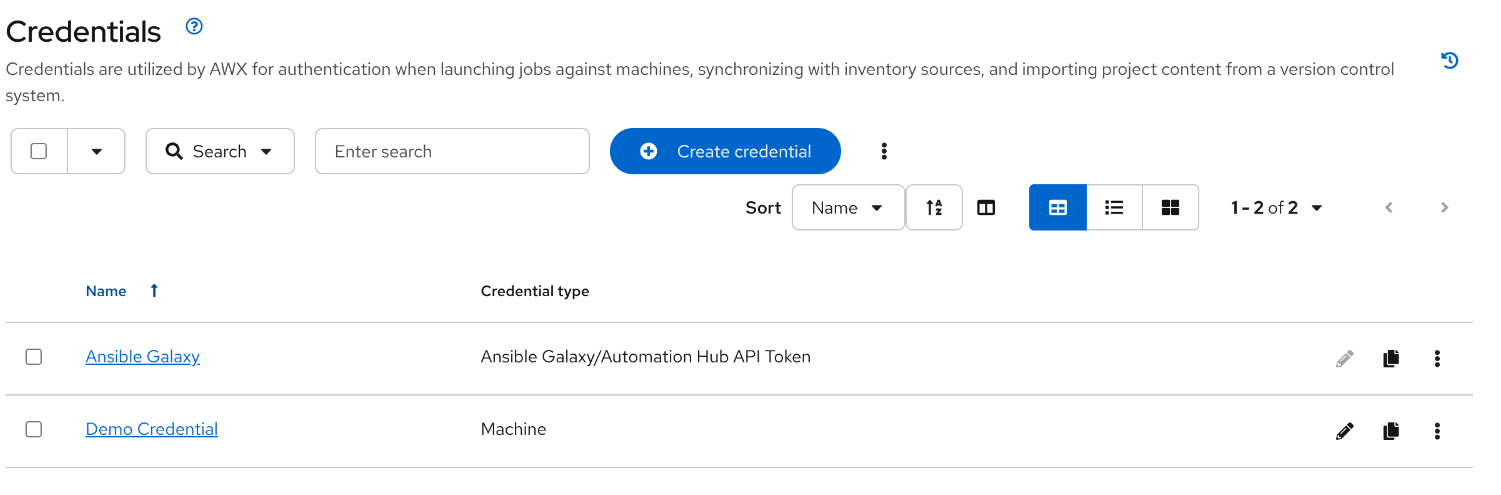 Credentials
Credentials are utilized by AWX for authentication when launching jobs against machines, synchronizing with inventory sources, and importing project content from a version control
system.
Search Enter search Create credential
Sort Name 1 - 2 of 2
Name Credential type
Ansible Galaxy Ansible Galaxy/Automation Hub API Token
Demo Credential Machine